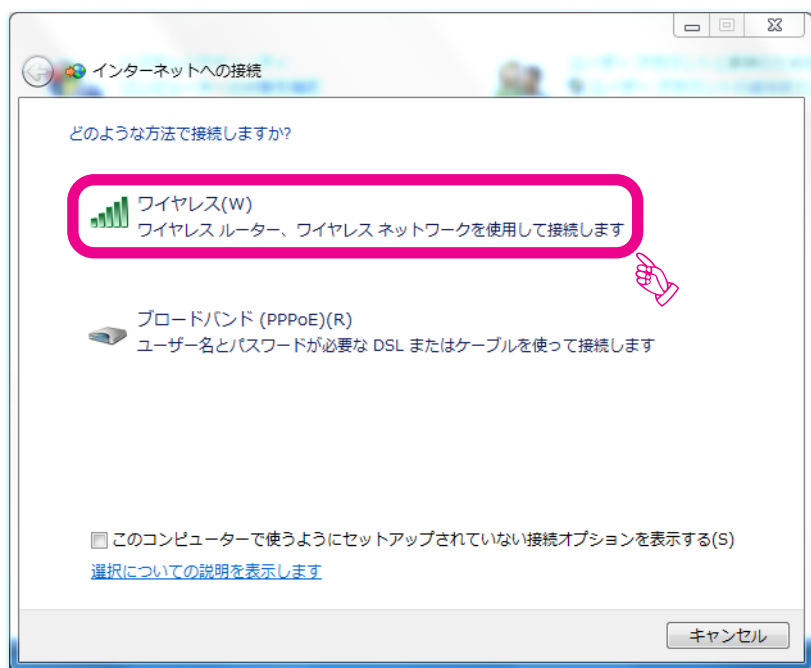 インターネットへの接続
どのような方法で接続しますか?
ワイヤレス(W)
ワイヤレス ルーター、ワイヤレス ネットワークを使用して接続します
ブロードバンド (PPPoE)(R)
ユーザー名とパスワードが必要な DSL またはケーブルを使って接続します
このコンピューターで使うようにセットアップされていない接続オプションを表示する(S)
選択についての説明を表示します
キャンセル